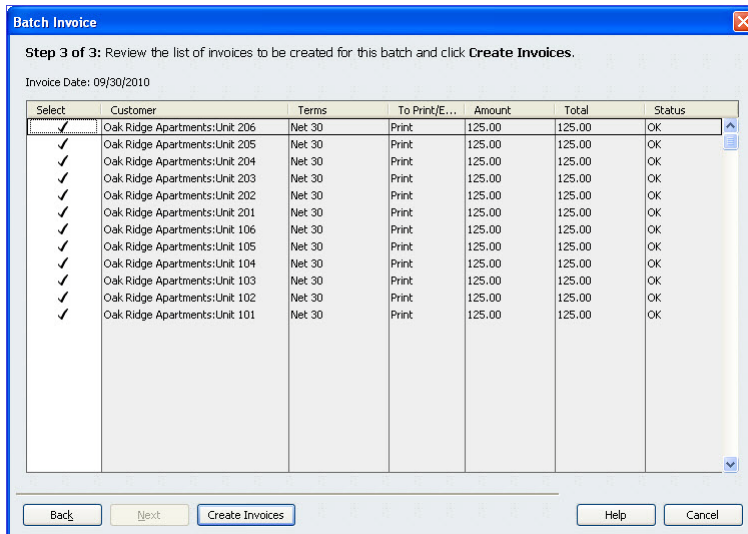 Batch Invoice
Step 3 of 3: Review the list of invoices to be created for this batch and click Create Invoices.
Invoice Date: 09/30/2010
Select Customer Terms To Print/E... Amount Total Status
Oak Ridge Apartments:Unit 206 Net 30 Print 125.00 125.00 OK
Oak Ridge Apartments:Unit 205 Net 30 Print 125.00 125.00 OK
Oak Ridge Apartments:Unit 204 Net 30 Print 125.00 125.00 OK
Oak Ridge Apartments:Unit 203 Net 30 Print 125.00 125.00 OK
Oak Ridge Apartments:Unit 202 Net 30 Print 125.00 125.00 OK
Oak Ridge Apartments:Unit 201 Net 30 Print 125.00 125.00 OK
Oak Ridge Apartments:Unit 106 Net 30 Print 125.00 125.00 OK
Oak Ridge Apartments:Unit 105 Net 30 Print 125.00 125.00 OK
Oak Ridge Apartments:Unit 104 Net 30 Print 125.00 125.00 OK
Oak Ridge Apartments:Unit 103 Net 30 Print 125.00 125.00 OK
Oak Ridge Apartments:Unit 102 Net 30 Print 125.00 125.00 OK
Oak Ridge Apartments:Unit 101 Net 30 Print 125.00 125.00 OK
Back Next Create Invoices Help Cancel